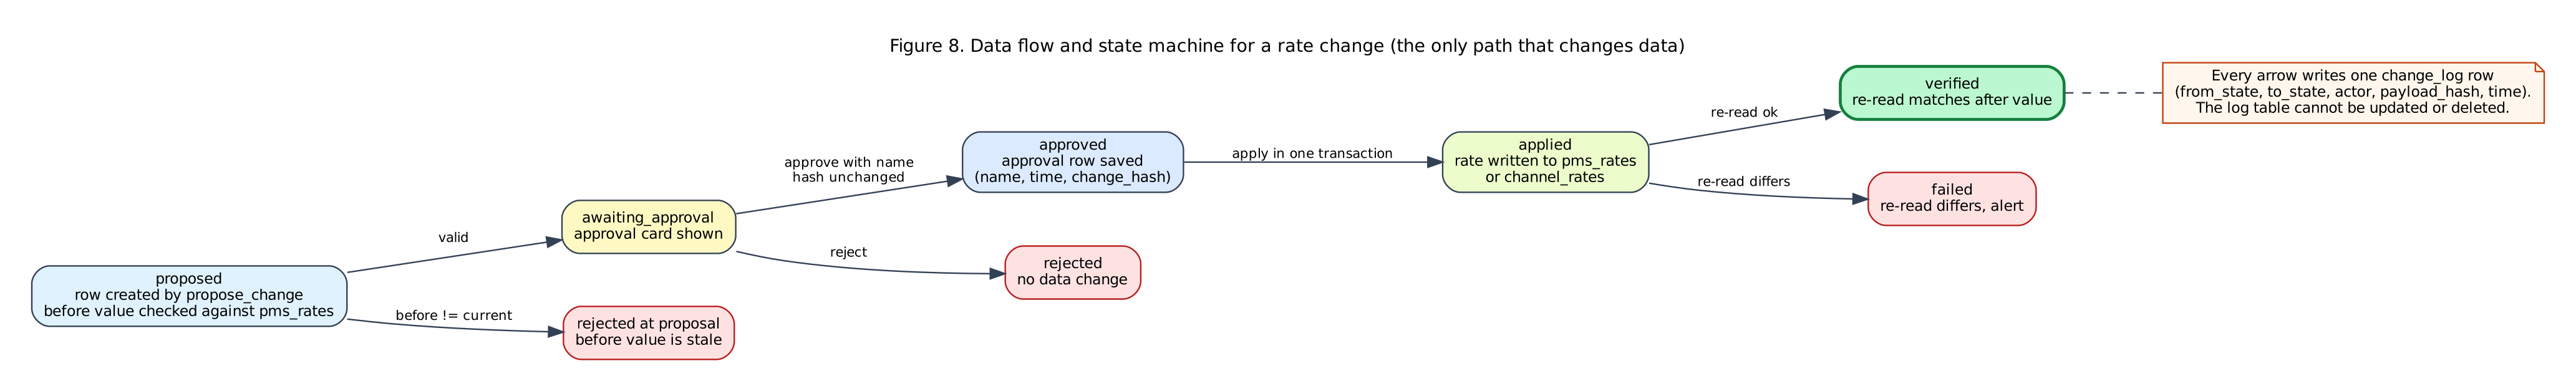 Figure 8. Data flow and state machine for a rate change (the only path that changes data)
proposed
row created by propose_change
before value checked against pms_rates
valid
before != current
awaiting_approval
approval card shown
rejected at proposal
before value is stale
approve with name
hash unchanged
reject
approved
approval row saved
(name, time, change_hash)
rejected
no data change
apply in one transaction
applied
rate written to pms_rates
or channel_rates
re-read ok
re-read differs
verified
re-read matches after value
failed
re-read differs, alert
Every arrow writes one change_log row
(from_state, to_state, actor, payload_hash, time).
The log table cannot be updated or deleted.